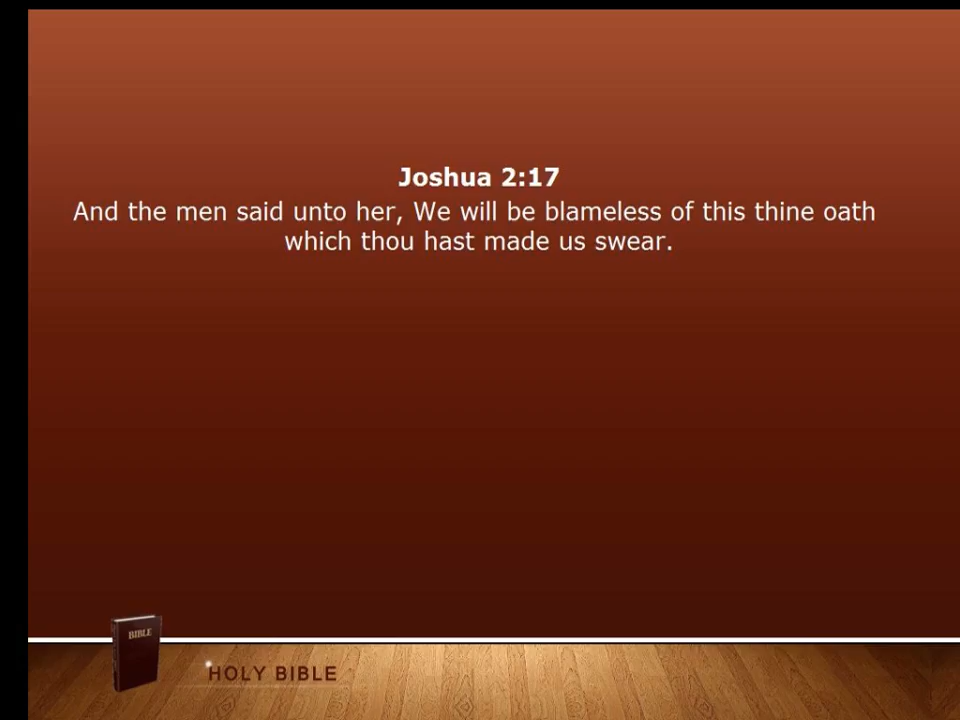 Joshua 2:17
And the men said unto her, We will be blameless of this thine oath
which thou hast made us swear.
BIBLE
HOLY BIBLE